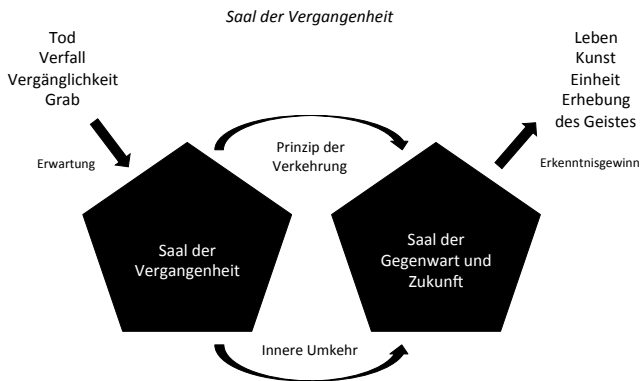 Saal der Vergangenheit
Tod
Verfall
Vergänglichkeit
Grab
Leben
Kunst
Einheit
Erhebung
des Geistes
Erwartung
Prinzip der
Verkehrung
Erkenntnisgewinn
Saal der
Vergangenheit
Saal der
Gegenwart und
Zukunft
Innere Umkehr